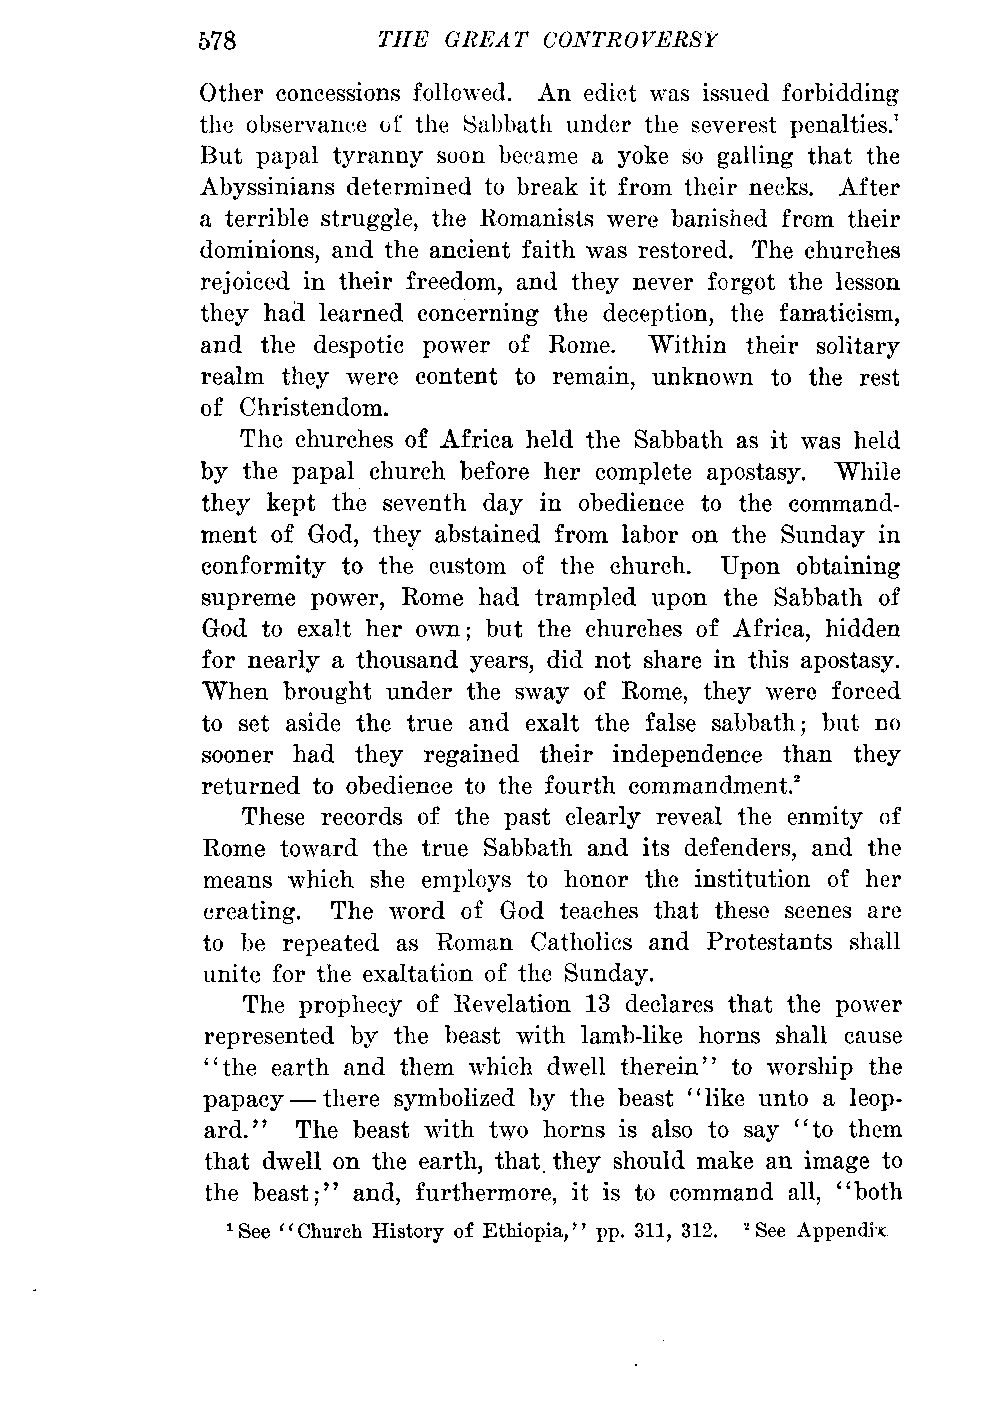 578 THE GREAT CONTROVERSY
Other concessions followed. An edict was issued forbidding
the observance of the Sabbath under the severest penalties.¹
But papal tyranny soon became a yoke so galling that the
Abyssinians determined to break it from their necks. After
a terrible struggle, the Romanists were banished from their
dominions, and the ancient faith was restored. The churches
rejoiced in their freedom, and they never forgot the lesson
they had learned concerning the deception, the fanaticism,
and the despotic power of Rome. Within their solitary
realm they were content to remain, unknown to the rest
of Christendom.
The churches of Africa held the Sabbath as it was held
by the papal church before her complete apostasy. While
they kept the seventh day in obedience to the command-
ment of God, they abstained from labor on the Sunday in
conformity to the custom of the church. Upon obtaining
supreme power, Rome had trampled upon the Sabbath of
God to exalt her own; but the churches of Africa, hidden
for nearly a thousand years, did not share in this apostasy.
When brought under the sway of Rome, they were forced
to set aside the true and exalt the false sabbath; but no
sooner had they regained their independence than they
returned to obedience to the fourth commandment.²
These records of the past clearly reveal the enmity of
Rome toward the true Sabbath and its defenders, and the
means which she employs to honor the institution of her
creating. The word of God teaches that these scenes are
to be repeated as Roman Catholics and Protestants shall
unite for the exaltation of the Sunday.
The prophecy of Revelation 13 declares that the power
represented by the beast with lamb-like horns shall cause
"the earth and them which dwell therein" to worship the
papacy — there symbolized by the beast "like unto a leop-
ard." The beast with two horns is also to say "to them
that dwell on the earth, that they should make an image to
the beast;" and, furthermore, it is to command all, "both
¹ See "Church History of Ethiopia," pp. 311, 312. ² See Appendix.